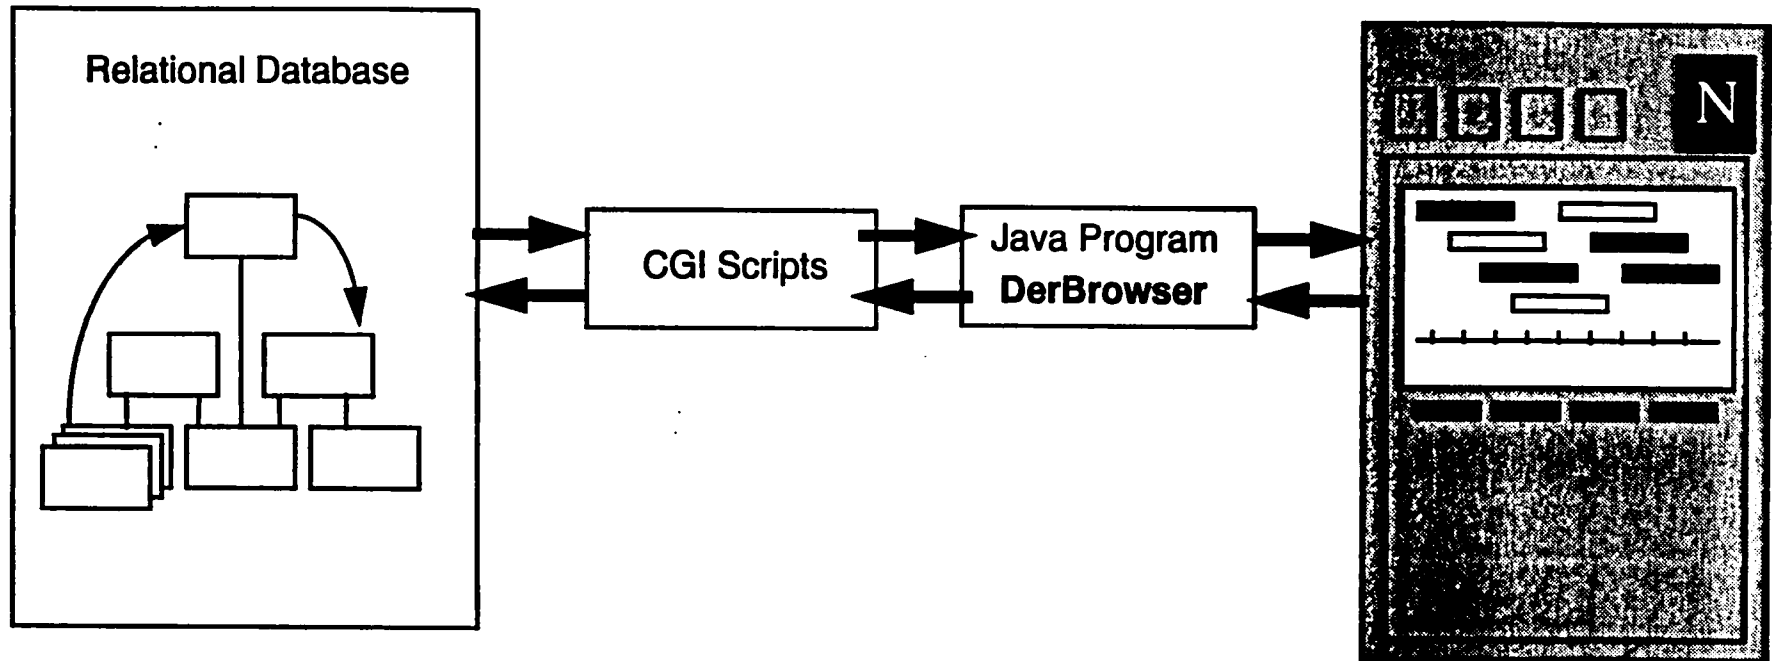 Relational Database
CGI Scripts
Java Program
DerBrowser
N